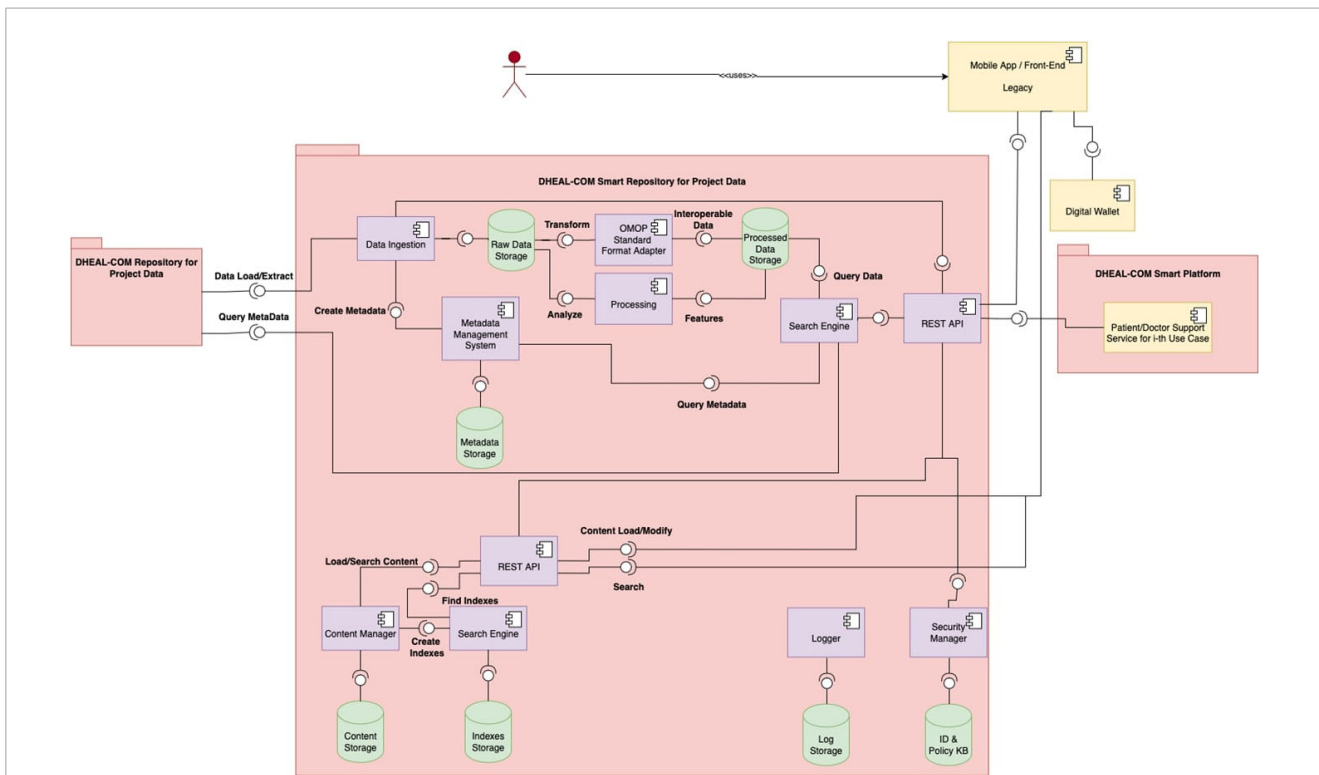 <<uses>>
Mobile App / Front-End
Legacy
Digital Wallet
DHEAL-COM Smart Repository for Project Data
DHEAL-COM Repository for
Project Data
Data Load/Extract
Query MetaData
Data Ingestion
Create Metadata
Raw Data
Storage
Transform
Analyze
OMOP
Standard
Format Adapter
Processing
Interoperable
Data
Features
Processed
Data
Storage
Query Data
Metadata
Management
System
Query Metadata
Metadata
Storage
Search Engine
REST API
DHEAL-COM Smart Platform
Patient/Doctor Support
Service for i-th Use Case
Content Load/Modify
Load/Search Content
REST API
Search
Find Indexes
Content Manager
Create
Indexes
Search Engine
Logger
Security
Manager
Content
Storage
Indexes
Storage
Log
Storage
ID &
Policy KB